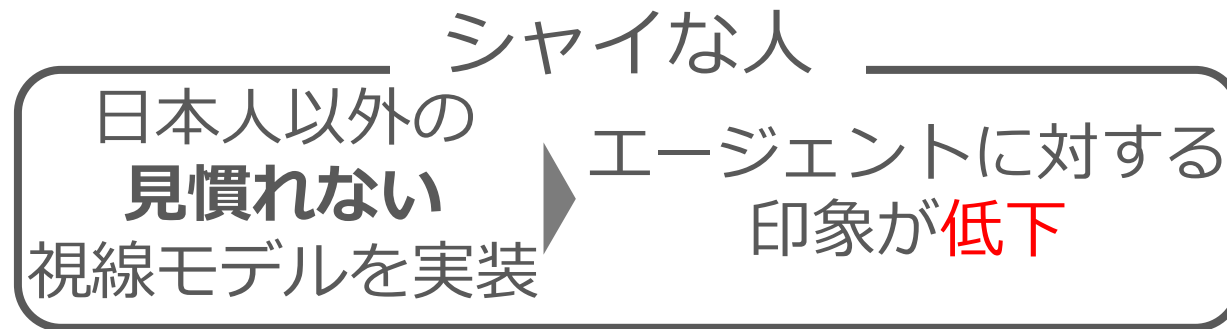 シャイな人
日本人以外の
見慣れない
視線モデルを実装
エージェントに対する
印象が低下